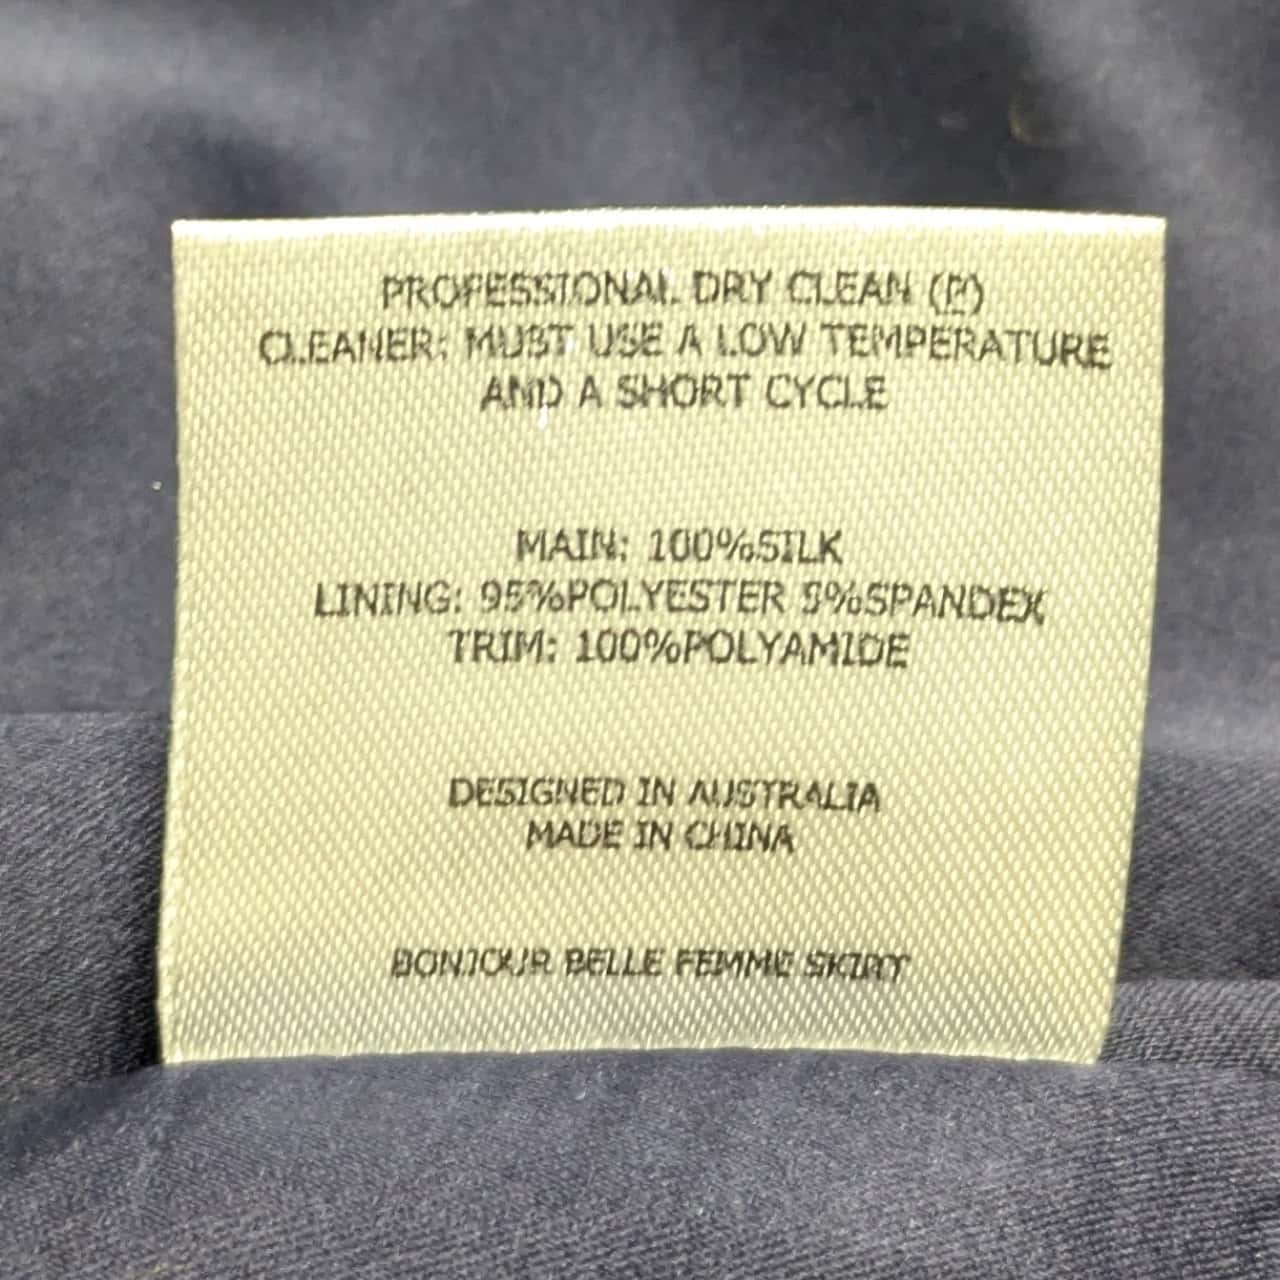 PROFESSIONAL DRY CLEAN (P)
CLEANER: MUST USE A LOW TEMPERATURE
AND A SHORT CYCLE
MAIN: 100%SILK
LINING: 95%POLYESTER 5%SPANDEX
TRIM: 100%POLYAMIDE
DESIGNED IN AUSTRALIA
MADE IN CHINA
BONJOUR BELLE FEMME SKIRT